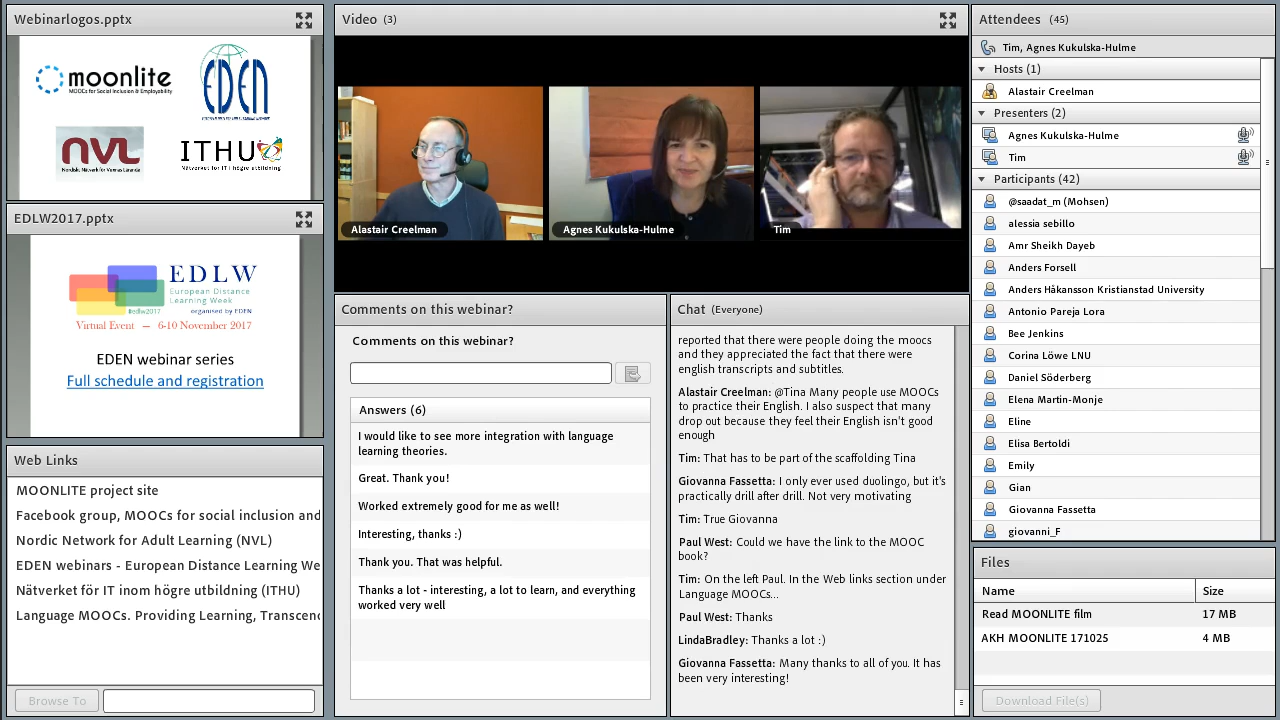 Webinarlogos.pptx
moonlite
MOOCs for Social Inclusion & Employability
EDEN
nvl
Nordiskt Nätverk för Vuxnas Lärande
ITHU
Nätverket för IT i högre utbildning
EDLW2017.pptx
EDLW
European Distance
Learning Week
#edlw2017
organised by EDEN
Virtual Event — 6-10 November 2017
EDEN webinar series
Full schedule and registration
Web Links
MOONLITE project site
Facebook group, MOOCs for social inclusion and
Nordic Network for Adult Learning (NVL)
EDEN webinars - European Distance Learning We
Nätverket för IT inom högre utbildning (ITHU)
Language MOOCs. Providing Learning, Transcend
Browse To
Video (3)
Alastair Creelman
Agnes Kukulska-Hulme
Tim
Comments on this webinar?
Comments on this webinar?
Answers (6)
I would like to see more integration with language
learning theories.
Great. Thank you!
Worked extremely good for me as well!
Interesting, thanks :)
Thank you. That was helpful.
Thanks a lot - interesting, a lot to learn, and everything
worked very well
Chat (Everyone)
reported that there were people doing the moocs
and they appreciated the fact that there were
english transcripts and subtitles.
Alastair Creelman: @Tina Many people use MOOCs
to practice their English. I also suspect that many
drop out because they feel their English isn't good
enough
Tim: That has to be part of the scaffolding Tina
Giovanna Fassetta: I only ever used duolingo, but it's
practically drill after drill. Not very motivating
Tim: True Giovanna
Paul West: Could we have the link to the MOOC
book?
Tim: On the left Paul. In the Web links section under
Language MOOCs...
Paul West: Thanks
LindaBradley: Thanks a lot :)
Giovanna Fassetta: Many thanks to all of you. It has
been very interesting!
Attendees (45)
Tim, Agnes Kukulska-Hulme
Hosts (1)
Alastair Creelman
Presenters (2)
Agnes Kukulska-Hulme
Tim
Participants (42)
@saadat_m (Mohsen)
alessia sebillo
Amr Sheikh Dayeb
Anders Forsell
Anders Håkansson Kristianstad University
Antonio Pareja Lora
Bee Jenkins
Corina Löwe LNU
Daniel Söderberg
Elena Martin-Monje
Eline
Elisa Bertoldi
Emily
Gian
Giovanna Fassetta
giovanni_F
Files
Name Size
Read MOONLITE film 17 MB
AKH MOONLITE 171025 4 MB
Download File(s)